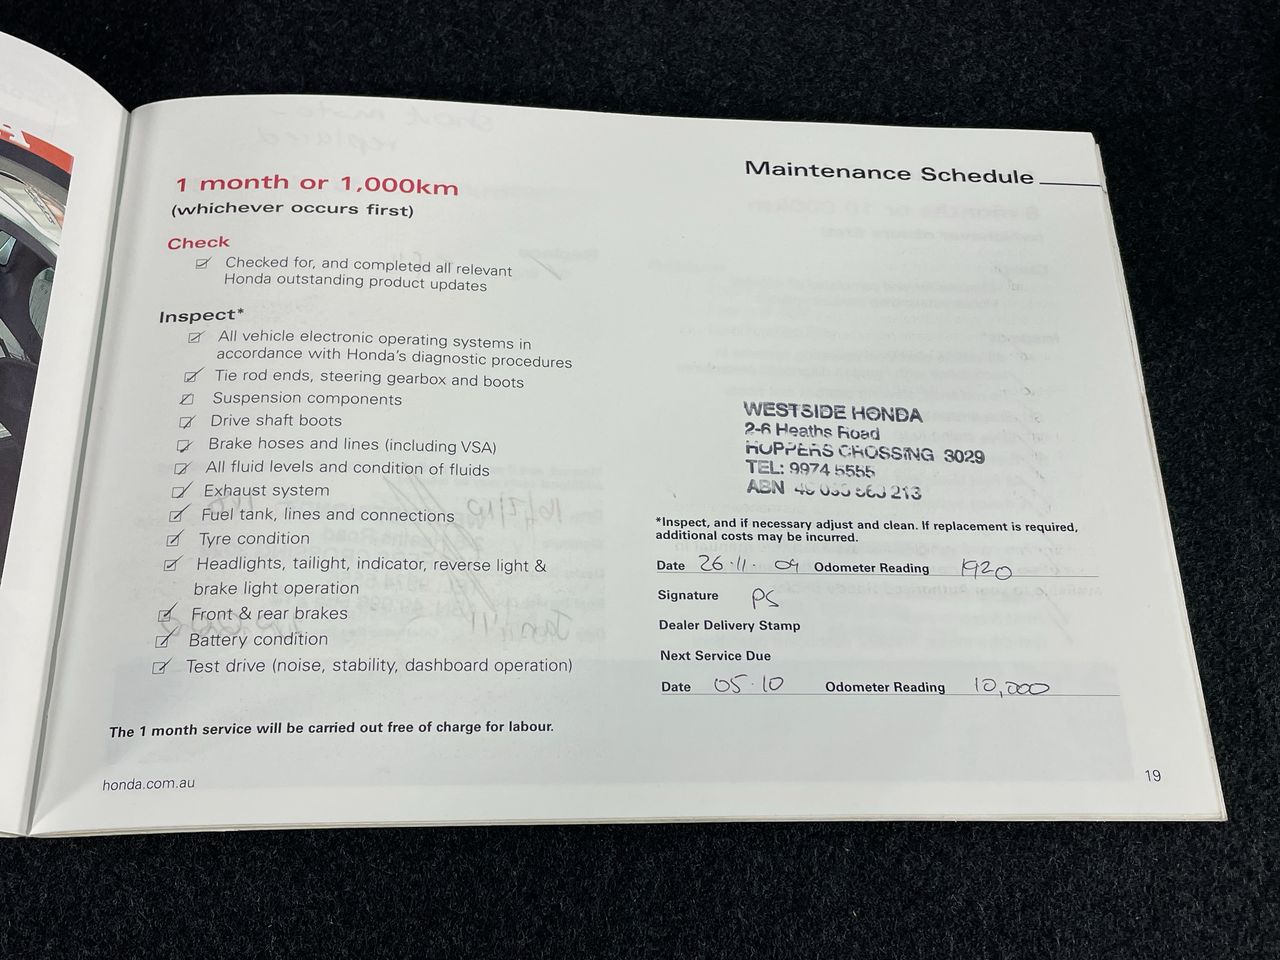 Maintenance Schedule
1 month or 1,000km
(whichever occurs first)
Check
Checked for, and completed all relevant
Honda outstanding product updates
Inspect*
All vehicle electronic operating systems in
accordance with Honda's diagnostic procedures
Tie rod ends, steering gearbox and boots
Suspension components
Drive shaft boots
Brake hoses and lines (including VSA)
All fluid levels and condition of fluids
Exhaust system
Fuel tank, lines and connections
Tyre condition
Headlights, tailight, indicator, reverse light &
brake light operation
Front & rear brakes
Battery condition
Test drive (noise, stability, dashboard operation)
The 1 month service will be carried out free of charge for labour.
honda.com.au
WESTSIDE HONDA
2-6 Heaths Road
HOPPERS CROSSING 3029
TEL: 9974 5555
ABN 213
*Inspect, and if necessary adjust and clean. If replacement is required,
additional costs may be incurred.
Date 26.11.09 Odometer Reading 1920
Signature PS
Dealer Delivery Stamp
Next Service Due
Date 05.10 Odometer Reading 10,000
19